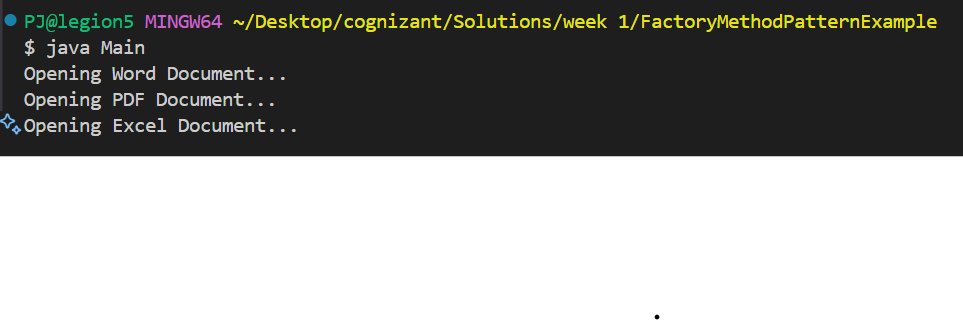 PJ@legion5 MINGW64 ~/Desktop/cognizant/Solutions/week 1/FactoryMethodPatternExample
$ java Main
Opening Word Document...
Opening PDF Document...
Opening Excel Document...
.